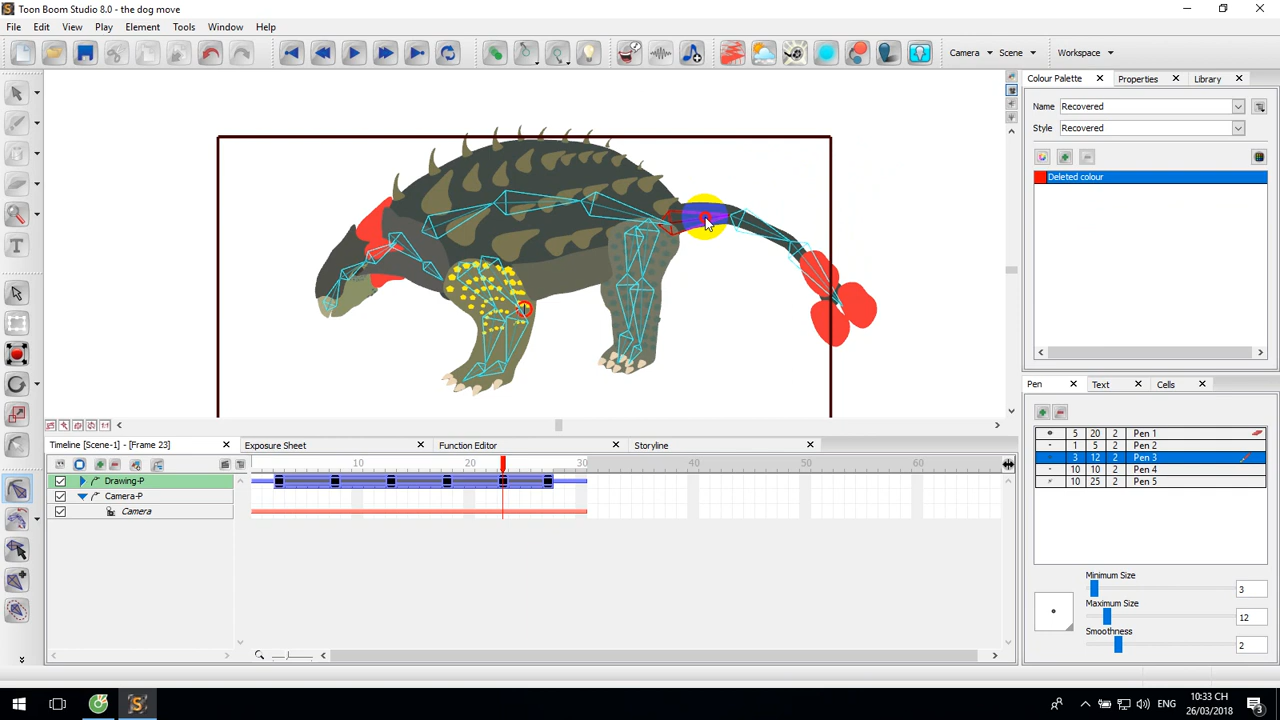 Toon Boom Studio 8.0 - the dog move
File Edit View Play Element Tools Window Help
Camera Scene Workspace
Colour Palette Properties Library
Name Recovered
Style Recovered
Deleted colour
Pen Text Cells
5 20 2 Pen 1
1 5 2 Pen 2
3 12 2 Pen 3
10 10 2 Pen 4
10 25 2 Pen 5
Minimum Size
3
Maximum Size
12
Smoothness
2
Timeline [Scene-1] - [Frame 23] Exposure Sheet Function Editor Storyline
10 20 30 40 50 60
Drawing-P
Camera-P
Camera
ENG
10:33 CH
26/03/2018
3